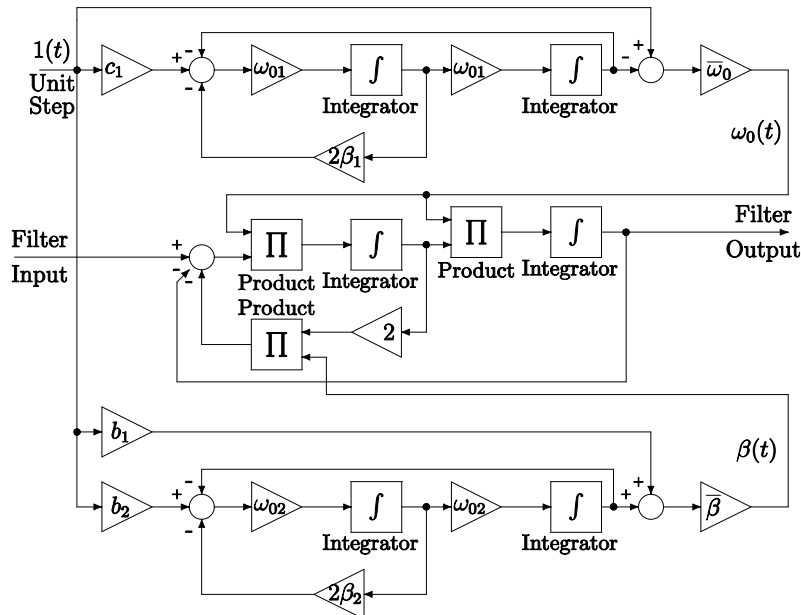 1(t)
Unit
Step
c₁
+
-
-
ω₀₁
∫
Integrator
ω₀₁
∫
Integrator
-
+
ω̅₀
2β₁
ω₀(t)
Filter
Input
+
-
-
∏
Product
∫
Integrator
∏
Product
∫
Integrator
Filter
Output
Product
∏
2
b₁
β(t)
b₂
+
-
-
ω₀₂
∫
Integrator
ω₀₂
∫
Integrator
+
+
β̅
2β₂